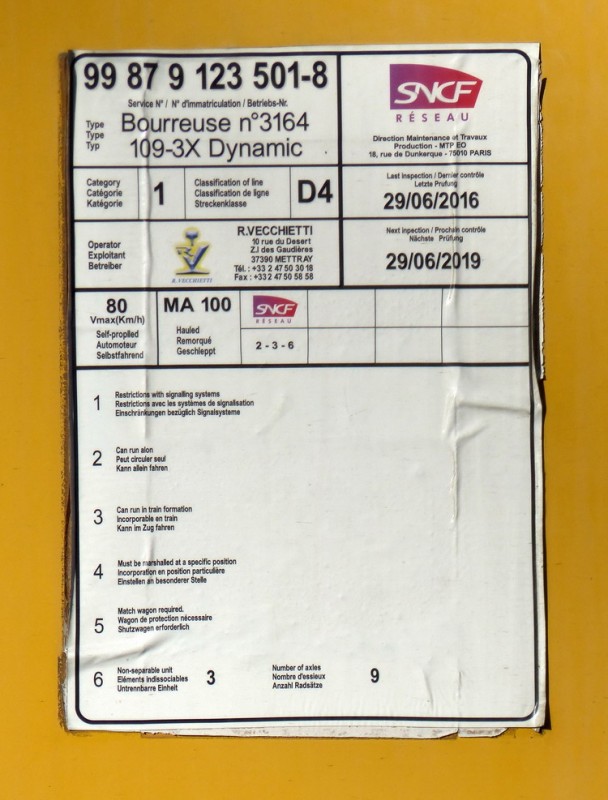 99 87 9 123 501-8
Service N° / N° d'immatriculation / Betriebs-Nr.
Type
Type
Typ
Bourreuse n°3164
109-3X Dynamic
SNCF
RÉSEAU
Direction Maintenance et Travaux
Production - MTP EO
18, rue de Dunkerque - 75010 PARIS
Category
Catégorie
Kategórie
1
Classification of line
Classification de ligne
Streckenklasse
D4
Last inspection / Dernier contrôle
Letzte Prüfung
29/06/2016
Operator
Exploitant
Betreiber
R.VECCHIETTI
R.VECCHIETTI
10 rue du Desert
Z.I des Gaudières
37390 METTRAY
Tél. : +33 2 47 50 30 18
Fax : +33 2 47 50 58 58
Next inpection / Prochain contrôle
Nächste Prüfung
29/06/2019
80
Vmax(Km/h)
Self-proplled
Automoteur
Selbstfahrend
MA 100
Hauled
Remorqué
Geschleppt
SNCF
RÉSEAU
2 - 3 - 6
1
Restrictions with signalling systems
Restrictions avec les systèmes de signalisation
Einschränkungen bezüglich Signalsysteme
2
Can run alon
Peut circuler seul
Kann allein fahren
3
Can run in train formation
Incorporable en train
Kann im Zug fahren
4
Must be marshalled at a specific position
Incorporation en position particulière
Einstellen an besonderer Stelle
5
Match wagon required.
Wagon de protection nécessaire
Shutzwagen erforderlich
6
Non-separable unit
Eléments indissociables
Untrennbarre Einheit
3
Number of axles
Nombre d'essieux
Anzahl Radsätze
9